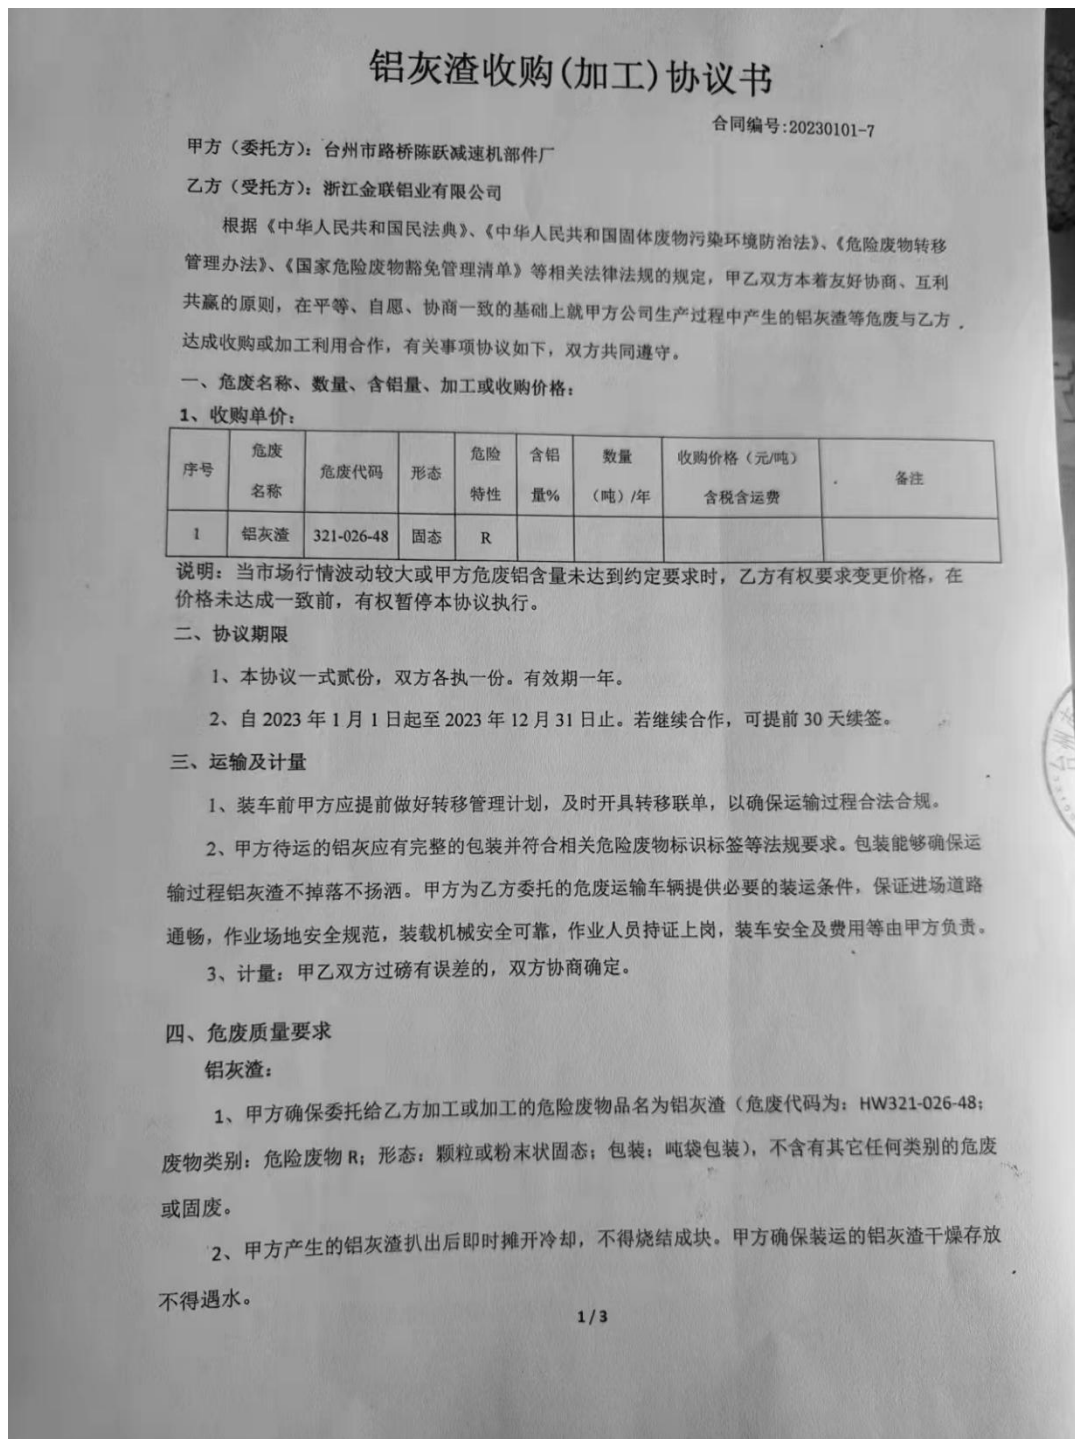 铝灰渣收购(加工)协议书
合同编号:20230101-7
甲方（委托方）：台州市路桥陈跃减速机部件厂
乙方（受托方）：浙江金联铝业有限公司
根据《中华人民共和国民法典》、《中华人民共和国固体废物污染环境防治法》、《危险废物转移
管理办法》、《国家危险废物豁免管理清单》等相关法律法规的规定，甲乙双方本着友好协商、互利
共赢的原则，在平等、自愿、协商一致的基础上就甲方公司生产过程中产生的铝灰渣等危废与乙方
达成收购或加工利用合作，有关事项协议如下，双方共同遵守。
一、危废名称、数量、含铝量、加工或收购价格：
1、收购单价：
序号 危废名称 危废代码 形态 危险特性 含铝量% 数量（吨）/年 收购价格（元/吨）含税含运费 备注
1 铝灰渣 321-026-48 固态 R
说明：当市场行情波动较大或甲方危废铝含量未达到约定要求时，乙方有权要求变更价格，在
价格未达成一致前，有权暂停本协议执行。
二、协议期限
1、本协议一式贰份，双方各执一份。有效期一年。
2、自 2023 年 1 月 1 日起至 2023 年 12 月 31 日止。若继续合作，可提前 30 天续签。
三、运输及计量
1、装车前甲方应提前做好转移管理计划，及时开具转移联单，以确保运输过程合法合规。
2、甲方待运的铝灰应有完整的包装并符合相关危险废物标识标签等法规要求。包装能够确保运
输过程铝灰渣不掉落不扬洒。甲方为乙方委托的危废运输车辆提供必要的装运条件，保证进场道路
通畅，作业场地安全规范，装载机械安全可靠，作业人员持证上岗，装车安全及费用等由甲方负责。
3、计量：甲乙双方过磅有误差的，双方协商确定。
四、危废质量要求
铝灰渣：
1、甲方确保委托给乙方加工或加工的危险废物品名为铝灰渣（危废代码为：HW321-026-48；
废物类别：危险废物 R；形态：颗粒或粉末状固态；包装：吨袋包装），不含有其它任何类别的危废
或固废。
2、甲方产生的铝灰渣扒出后即时摊开冷却，不得烧结成块。甲方确保装运的铝灰渣干燥存放
不得遇水。
1 / 3